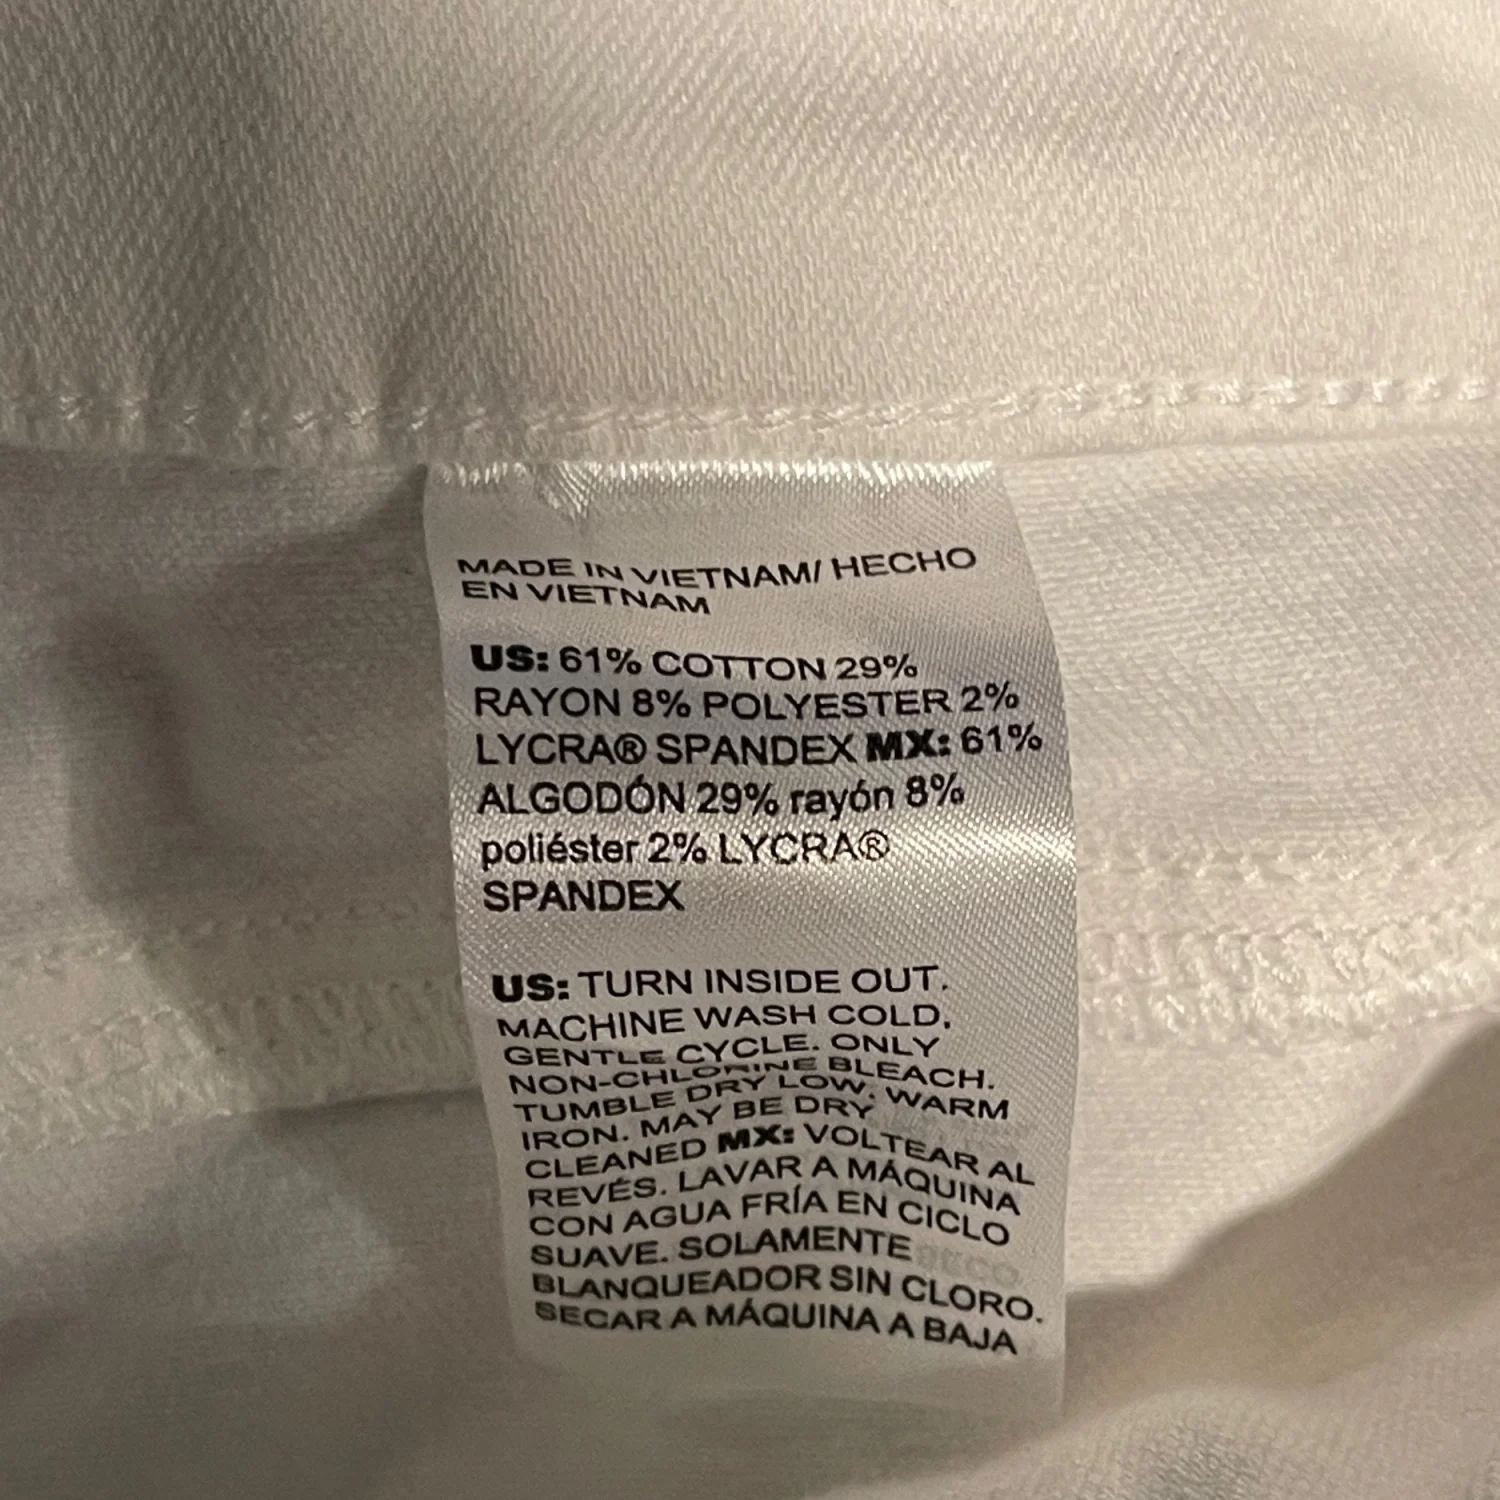 MADE IN VIETNAM/ HECHO
EN VIETNAM
US: 61% COTTON 29%
RAYON 8% POLYESTER 2%
LYCRA® SPANDEX MX: 61%
ALGODÓN 29% rayón 8%
poliéster 2% LYCRA®
SPANDEX
US: TURN INSIDE OUT.
MACHINE WASH COLD,
GENTLE CYCLE. ONLY
NON-CHLORINE BLEACH.
TUMBLE DRY LOW. WARM
IRON. MAY BE DRY
CLEANED MX: VOLTEAR AL
REVÉS. LAVAR A MÁQUINA
CON AGUA FRÍA EN CICLO
SUAVE. SOLAMENTE
BLANQUEADOR SIN CLORO.
SECAR A MÁQUINA A BAJA